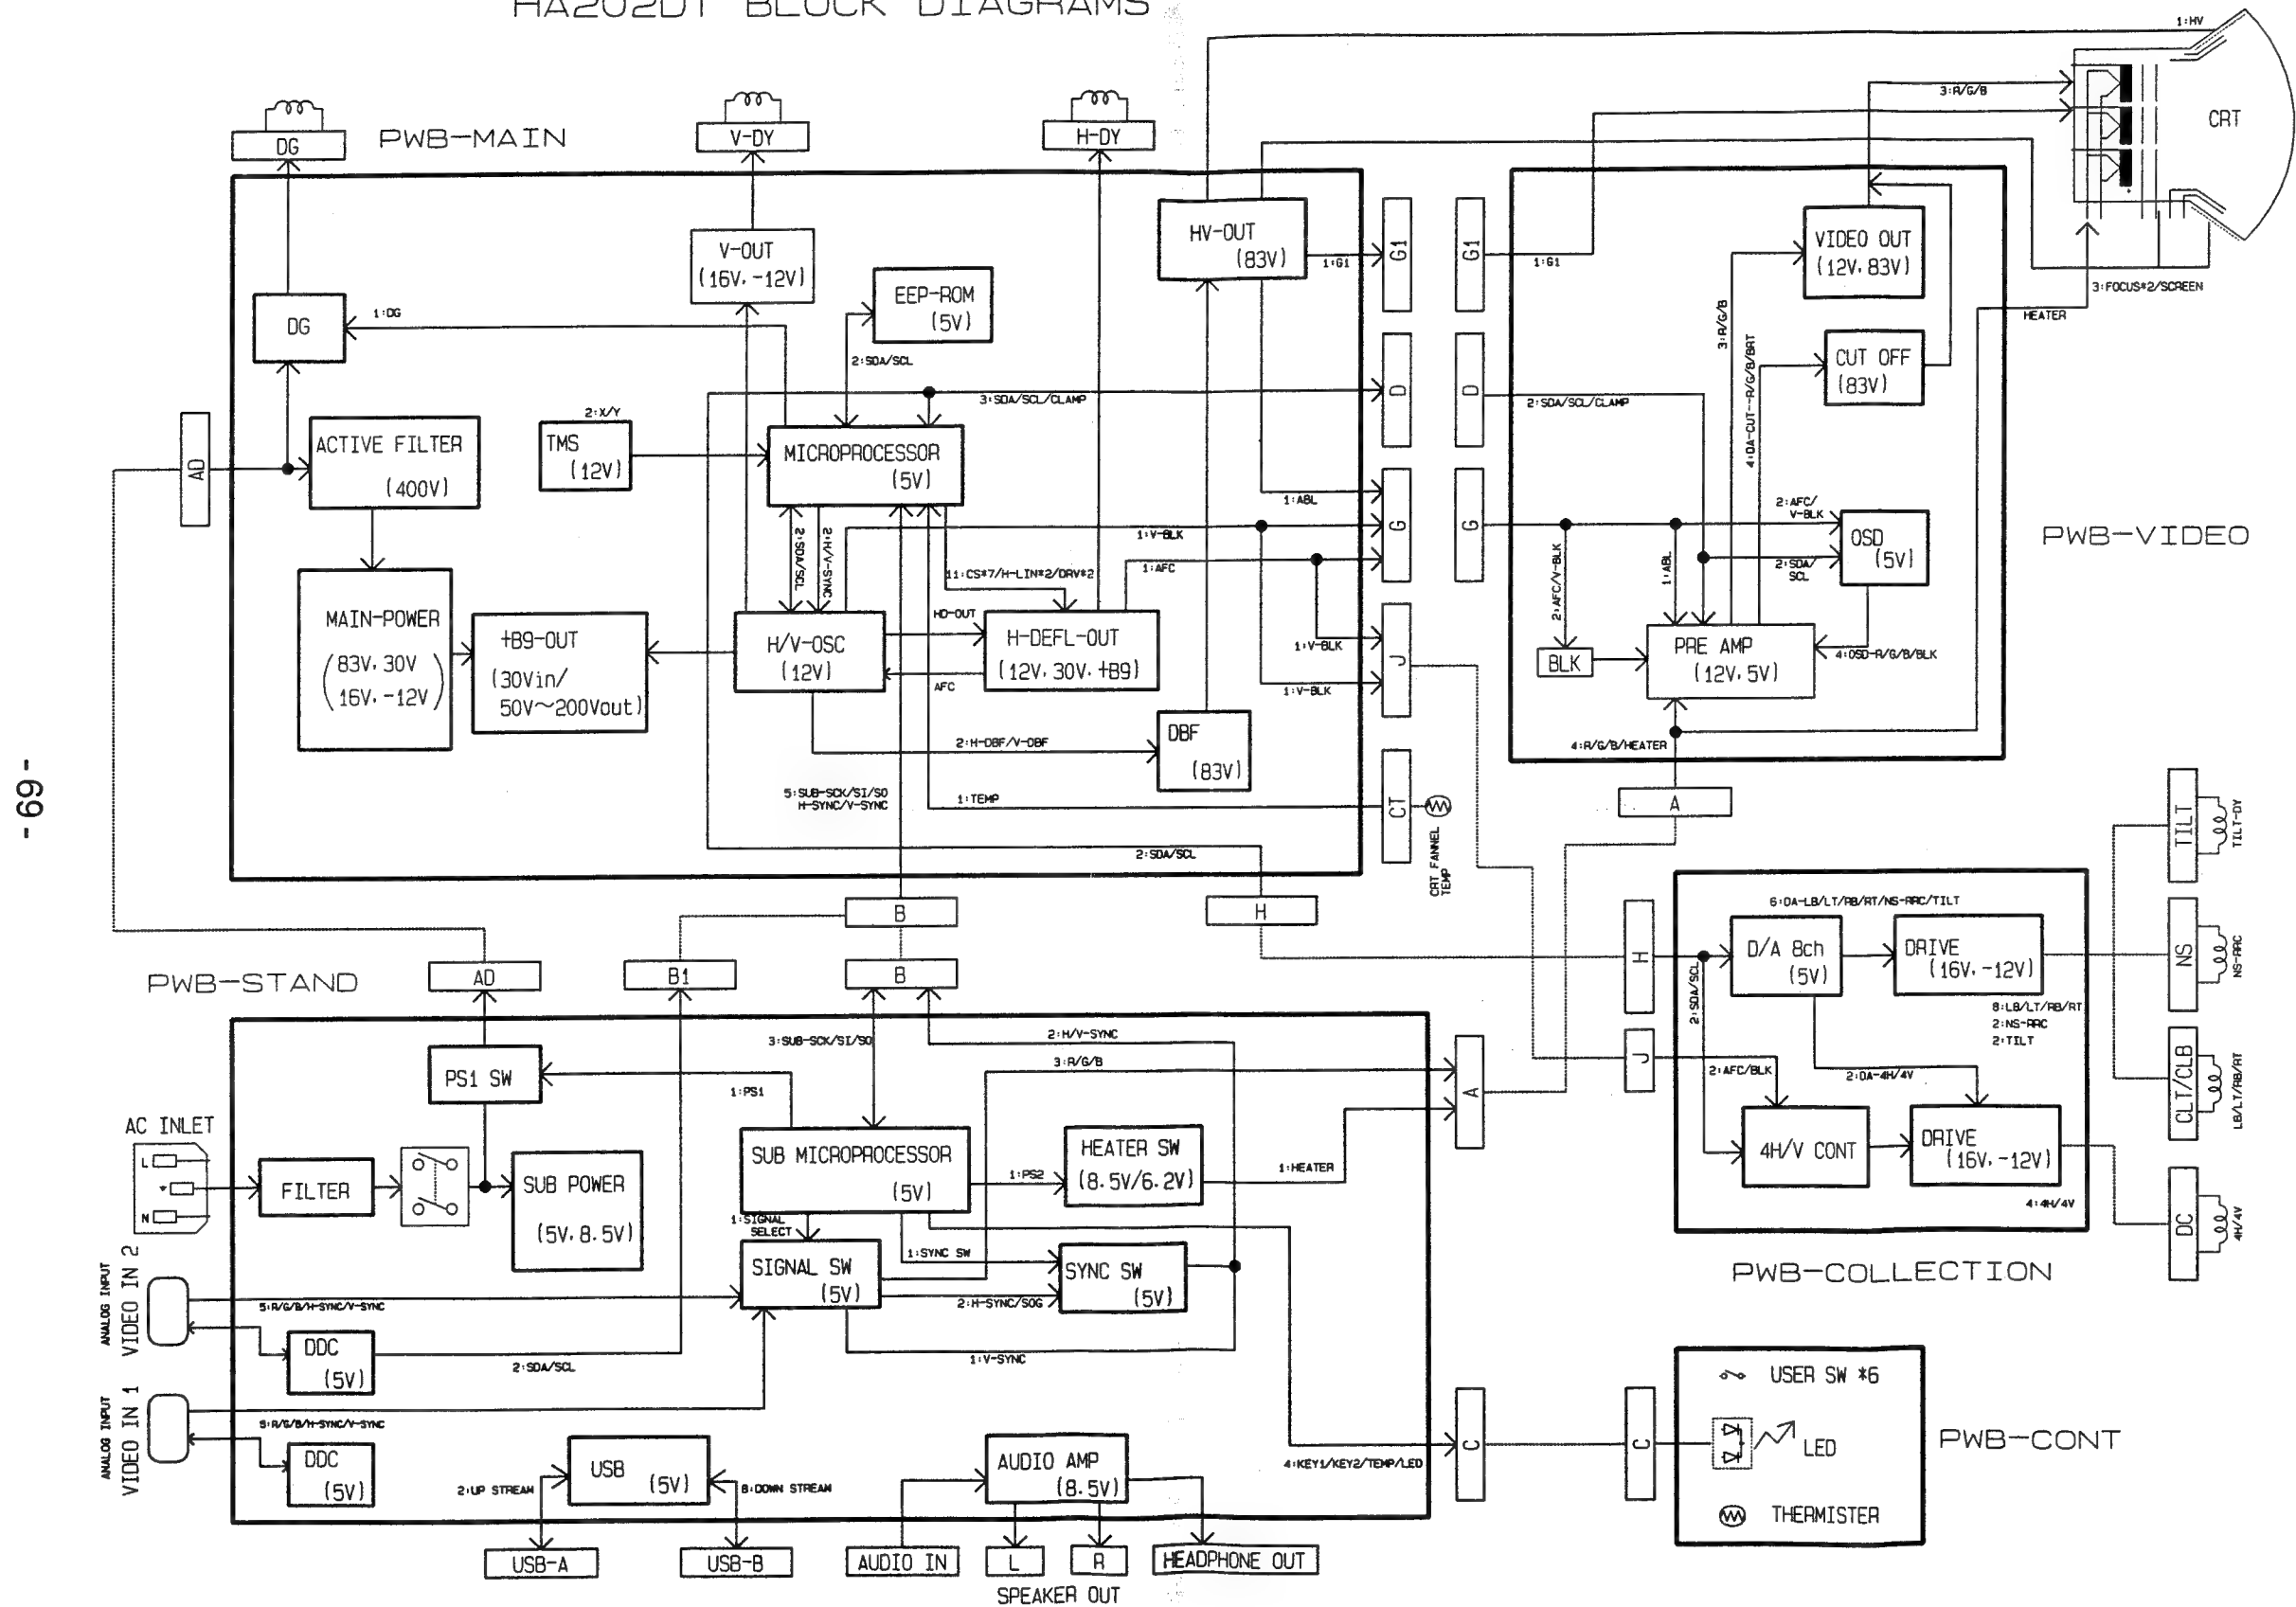 HA202DT BLOCK DIAGRAMS
1:HV
3:R/G/B
CRT
DG
PWB-MAIN
V-DY
H-DY
V-OUT
(16V,-12V)
EEP-ROM
(5V)
HV-OUT
(83V)
1:G1
G1
G1
1:G1
VIDEO OUT
(12V,83V)
3:FOCUS*2/SCREEN
HEATER
DG
1:DG
2:SDA/SCL
3:R/G/B
4:DA-CUT--R/G/B/BRT
CUT OFF
(83V)
3:SDA/SCL/CLAMP
D
D
2:SDA/SCL/CLAMP
AD
ACTIVE FILTER
(400V)
2:X/Y
TMS
(12V)
MICROPROCESSOR
(5V)
1:ABL
G
G
2:AFC/
V-BLK
OSD
(5V)
PWB-VIDEO
2:SDA/SCL
2:H/V-SYNC
1:V-BLK
11:CS*7/H-LIN*2/DRV*2
1:AFC
2:AFC/V-BLK
1:ABL
2:SDA/
SCL
MAIN-POWER
(83V,30V
16V,-12V)
+B9-OUT
(30Vin/
50V~200Vout)
H/V-OSC
(12V)
HD-OUT
AFC
H-DEFL-OUT
(12V,30V,+B9)
1:V-BLK
J
1:V-BLK
BLK
PRE AMP
(12V,5V)
4:OSD-R/G/B/BLK
DBF
(83V)
2:H-DBF/V-DBF
4:R/G/B/HEATER
5:SUB-SCK/SI/SO
H-SYNC/V-SYNC
1:TEMP
CT
CRT FANNEL
TEMP
A
2:SDA/SCL
-69-
B
H
PWB-STAND
AD
B1
B
H
6:DA-LB/LT/RB/RT/NS-RRC/TILT
D/A 8ch
(5V)
DRIVE
(16V,-12V)
2:SDA/SCL
8:LB/LT/RB/RT
2:NS-RRC
2:TILT
TILT
TILT-DY
NS
NS-RRC
CLT/CLB
LB/LT/RB/RT
PS1 SW
1:PS1
3:SUB-SCK/SI/SO
2:H/V-SYNC
3:R/G/B
A
J
2:AFC/BLK
2:DA-4H/4V
4H/V CONT
DRIVE
(16V,-12V)
4:4H/4V
DC
4H/4V
PWB-COLLECTION
AC INLET
L
N
FILTER
SUB POWER
(5V,8.5V)
SUB MICROPROCESSOR
(5V)
1:PS2
HEATER SW
(8.5V/6.2V)
1:HEATER
1:SIGNAL
SELECT
SIGNAL SW
(5V)
1:SYNC SW
2:H-SYNC/SOG
SYNC SW
(5V)
1:V-SYNC
ANALOG INPUT
VIDEO IN 2
5:R/G/B/H-SYNC/V-SYNC
DDC
(5V)
2:SDA/SCL
ANALOG INPUT
VIDEO IN 1
5:R/G/B/H-SYNC/V-SYNC
DDC
(5V)
USB
(5V)
2:UP STREAM
8:DOWN STREAM
AUDIO AMP
(8.5V)
4:KEY1/KEY2/TEMP/LED
C
C
USER SW *6
LED
THERMISTER
PWB-CONT
USB-A
USB-B
AUDIO IN
L
R
HEADPHONE OUT
SPEAKER OUT